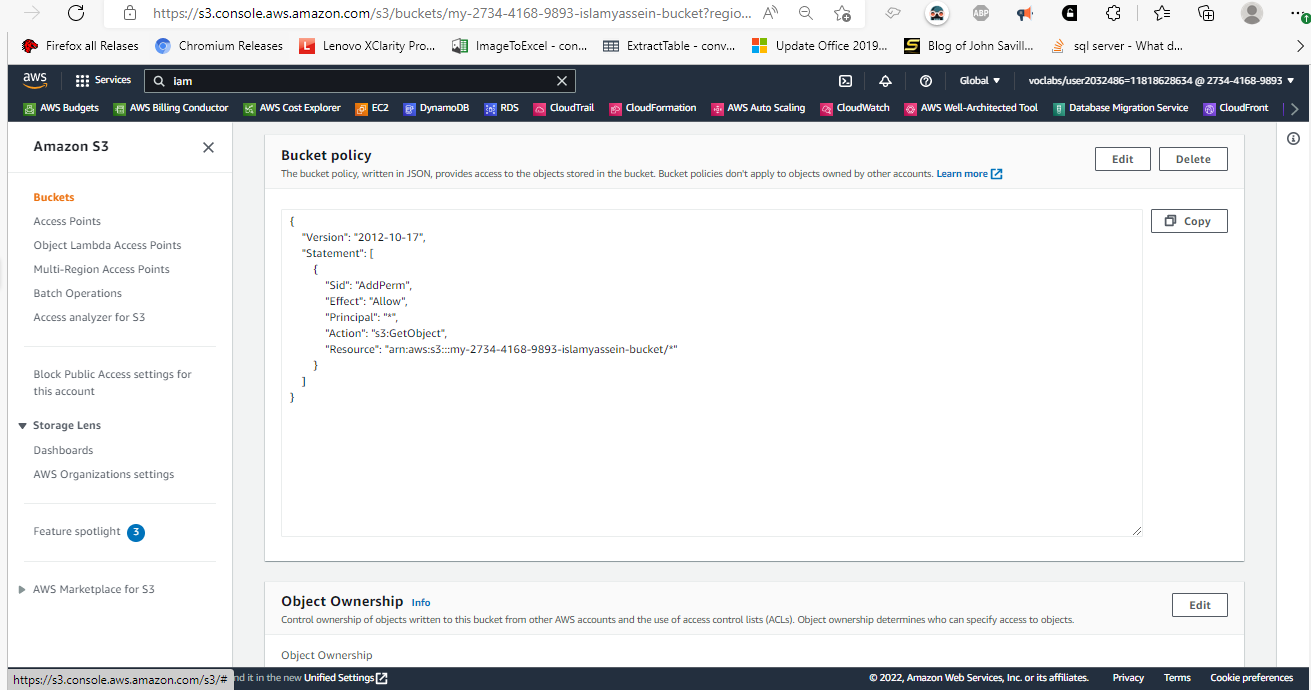 https://s3.console.aws.amazon.com/s3/buckets/my-2734-4168-9893-islamyassein-bucket?regio...
Firefox all Relases Chromium Releases Lenovo XClarity Pro... ImageToExcel - con... ExtractTable - conv... Update Office 2019... Blog of John Savill... sql server - What d...
aws Services iam Global voclabs/user2032486=11818628634 @ 2734-4168-9893
AWS Budgets AWS Billing Conductor AWS Cost Explorer EC2 DynamoDB RDS CloudTrail CloudFormation AWS Auto Scaling CloudWatch AWS Well-Architected Tool Database Migration Service CloudFront
Amazon S3
Buckets
Access Points
Object Lambda Access Points
Multi-Region Access Points
Batch Operations
Access analyzer for S3
Block Public Access settings for
this account
Storage Lens
Dashboards
AWS Organizations settings
Feature spotlight 3
AWS Marketplace for S3
Bucket policy
Edit Delete
The bucket policy, written in JSON, provides access to the objects stored in the bucket. Bucket policies don't apply to objects owned by other accounts. Learn more
Copy
{
"Version": "2012-10-17",
"Statement": [
{
"Sid": "AddPerm",
"Effect": "Allow",
"Principal": "*",
"Action": "s3:GetObject",
"Resource": "arn:aws:s3:::my-2734-4168-9893-islamyassein-bucket/*"
}
]
}
Object Ownership Info
Edit
Control ownership of objects written to this bucket from other AWS accounts and the use of access control lists (ACLs). Object ownership determines who can specify access to objects.
Object Ownership
https://s3.console.aws.amazon.com/s3/# nd it in the new Unified Settings © 2022, Amazon Web Services, Inc. or its affiliates. Privacy Terms Cookie preferences